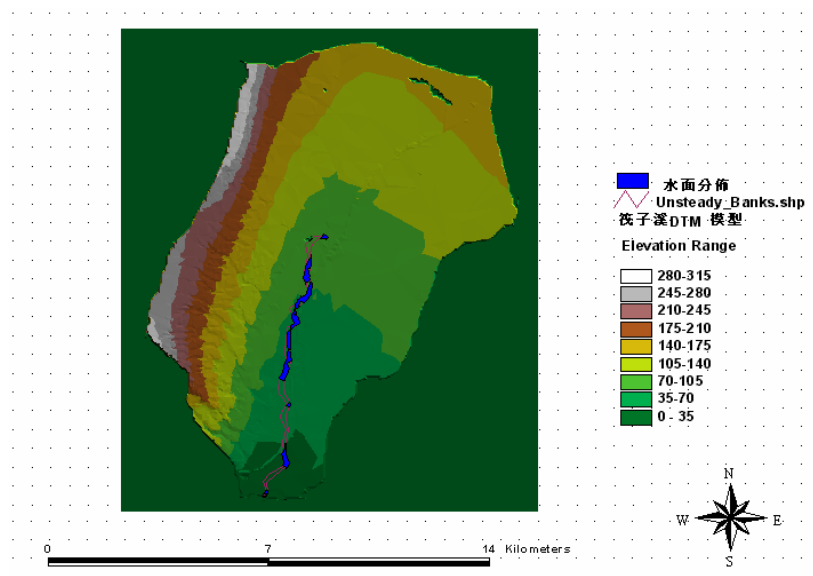 水面分佈
Unsteady_Banks.shp
筏子溪DTM 模型
Elevation Range
280-315
245-280
210-245
175-210
140-175
105-140
70-105
35-70
0 - 35
N
W E
S
0 7 14 Kilometers